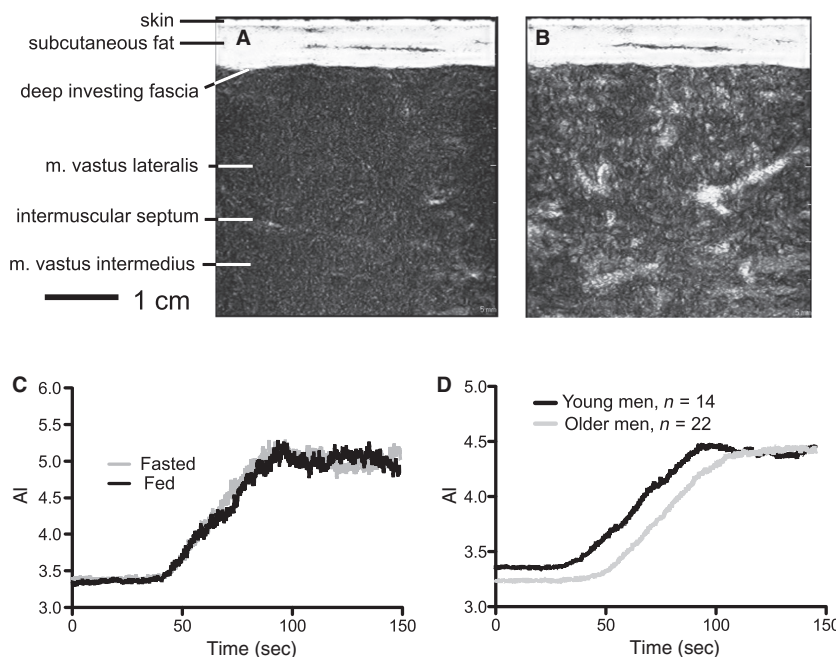 skin
subcutaneous fat
A
B
deep investing fascia
m. vastus lateralis
intermuscular septum
m. vastus intermedius
1 cm
C
6.0
5.5
5.0
4.5
4.0
3.5
3.0
AI
Fasted
Fed
0
50
100
150
Time (sec)
D
5.0
4.5
4.0
3.5
3.0
AI
Young men, n = 14
Older men, n = 22
0
50
100
150
Time (sec)